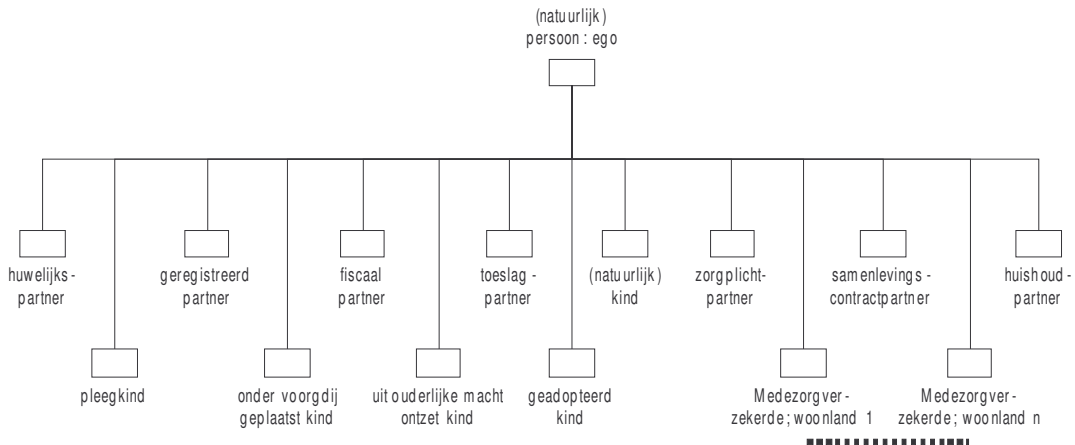 (natuurlijk)
persoon : ego
huwelijks-
partner
geregistreerd
partner
fiscaal
partner
toeslag-
partner
(natuurlijk)
kind
zorgplicht-
partner
samenlevings-
contractpartner
huishoud-
partner
pleegkind
onder voorgdij
geplaatst kind
uit ouderlijke macht
ontzet kind
geadopteerd
kind
Medezorgver-
zekerde; woonland 1
Medezorgver-
zekerde; woonland n